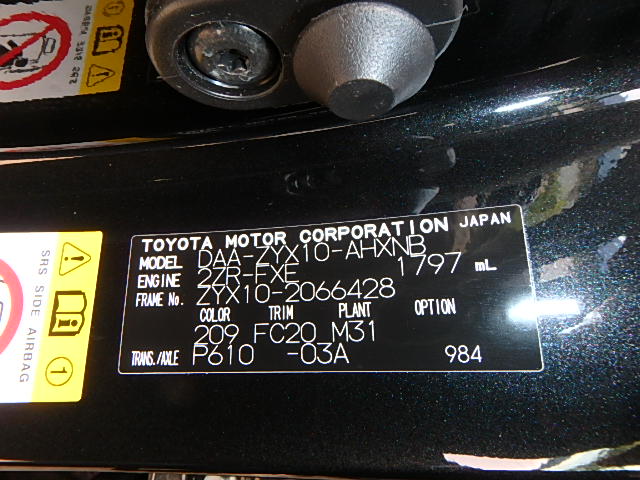 TOYOTA MOTOR CORPORATION JAPAN
MODEL DAA-ZYX10-AHXNB
ENGINE 2ZR-FXE 1797 mL
FRAME No. ZYX10-2066428
COLOR TRIM PLANT OPTION
209 FC20 M31
TRANS./AXLE P610 -03A 984
SRS SIDE AIRBAG